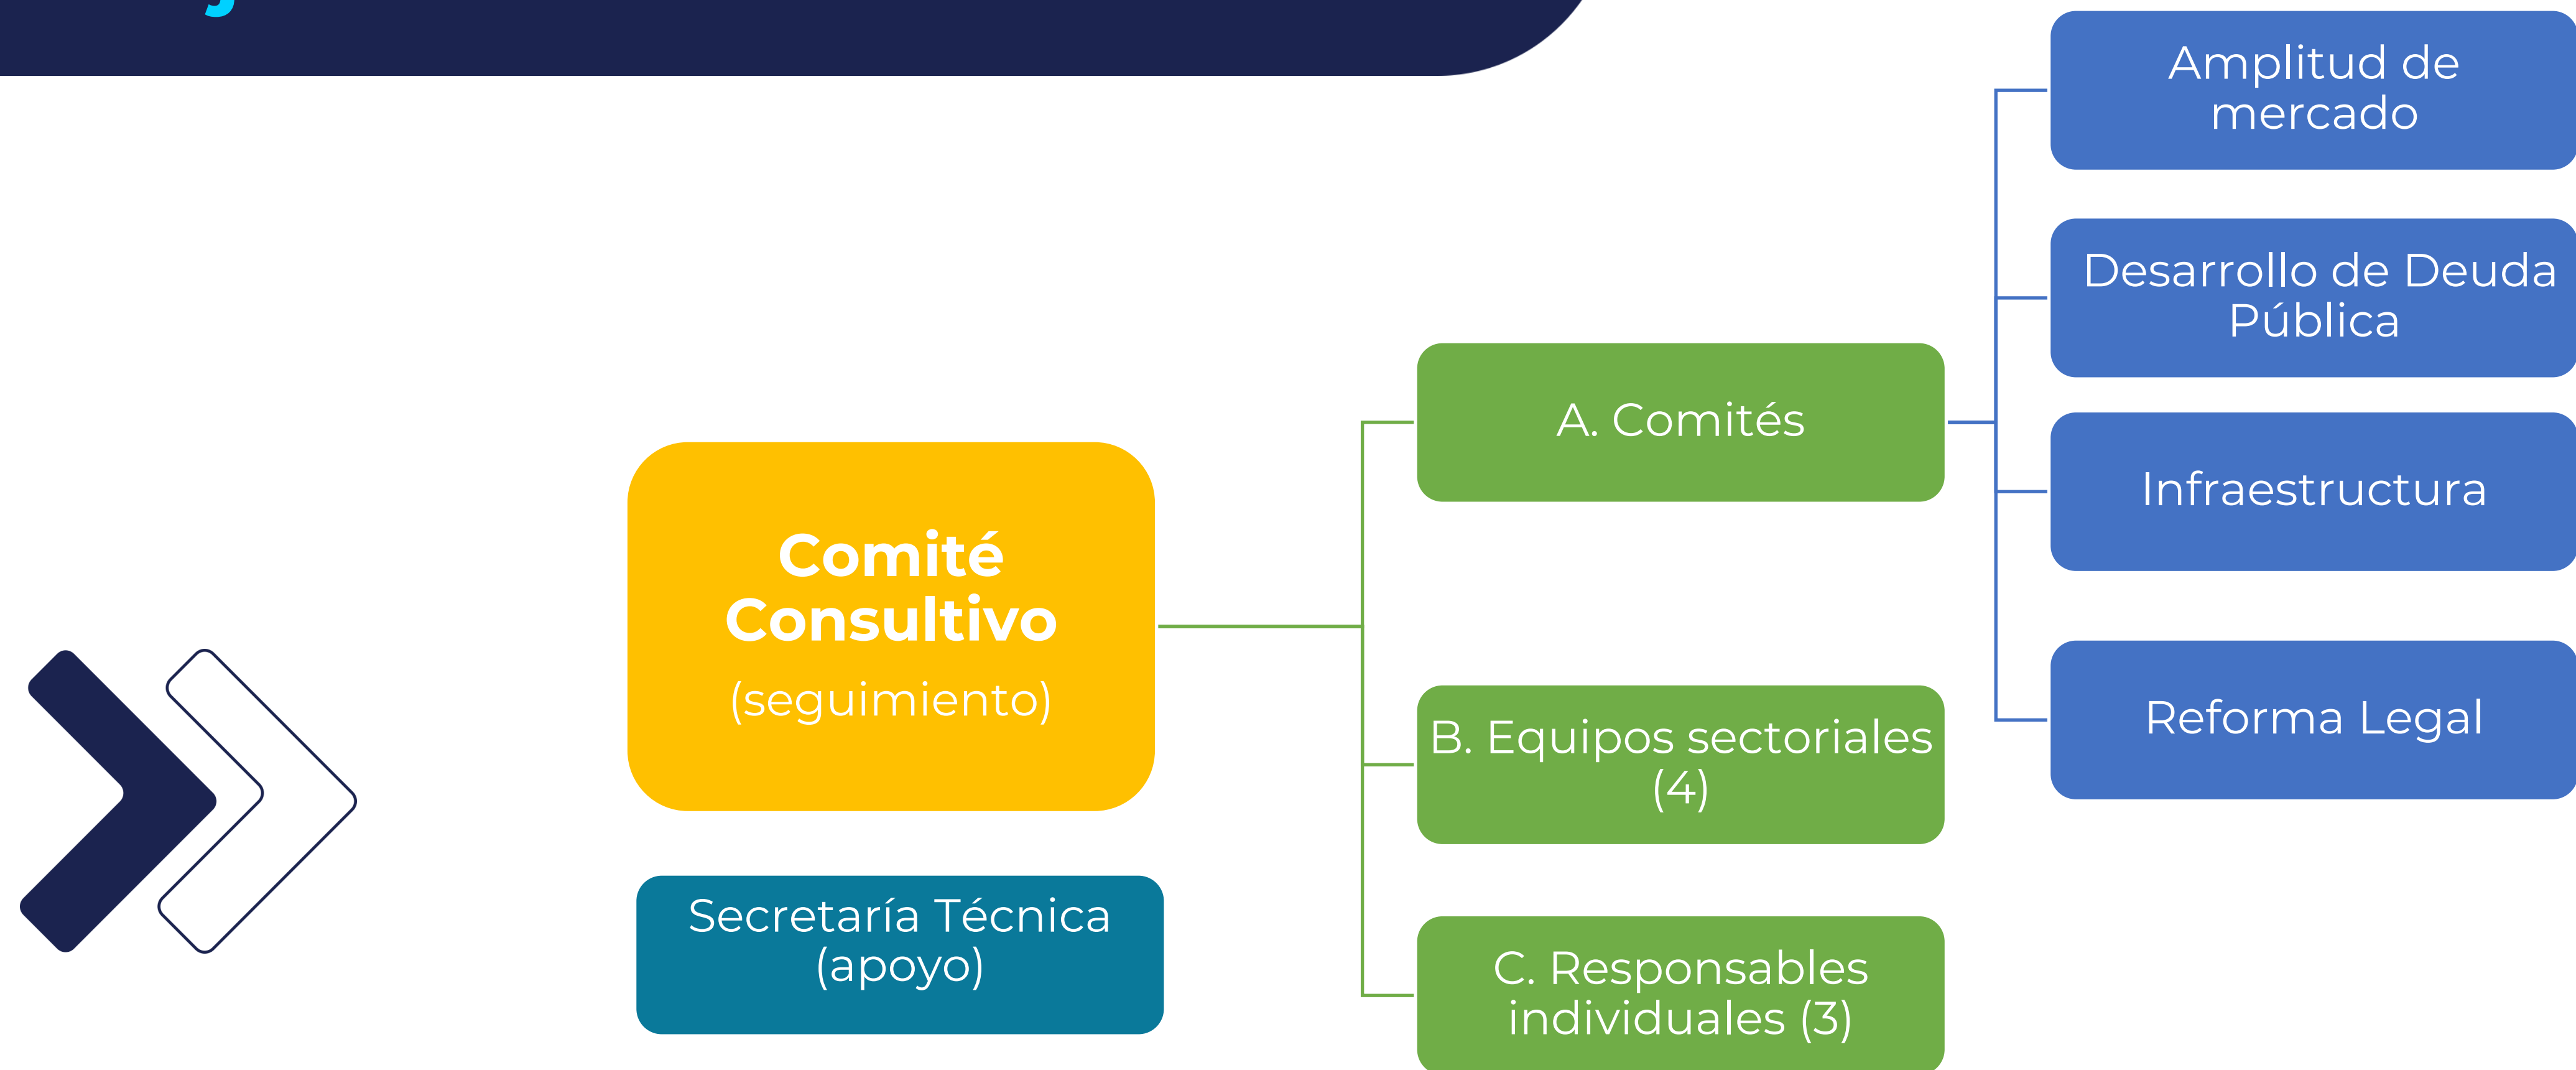 Comité
Consultivo
(seguimiento)
Secretaría Técnica
(apoyo)
A. Comités
B. Equipos sectoriales
(4)
C. Responsables
individuales (3)
Amplitud de
mercado
Desarrollo de Deuda
Pública
Infraestructura
Reforma Legal